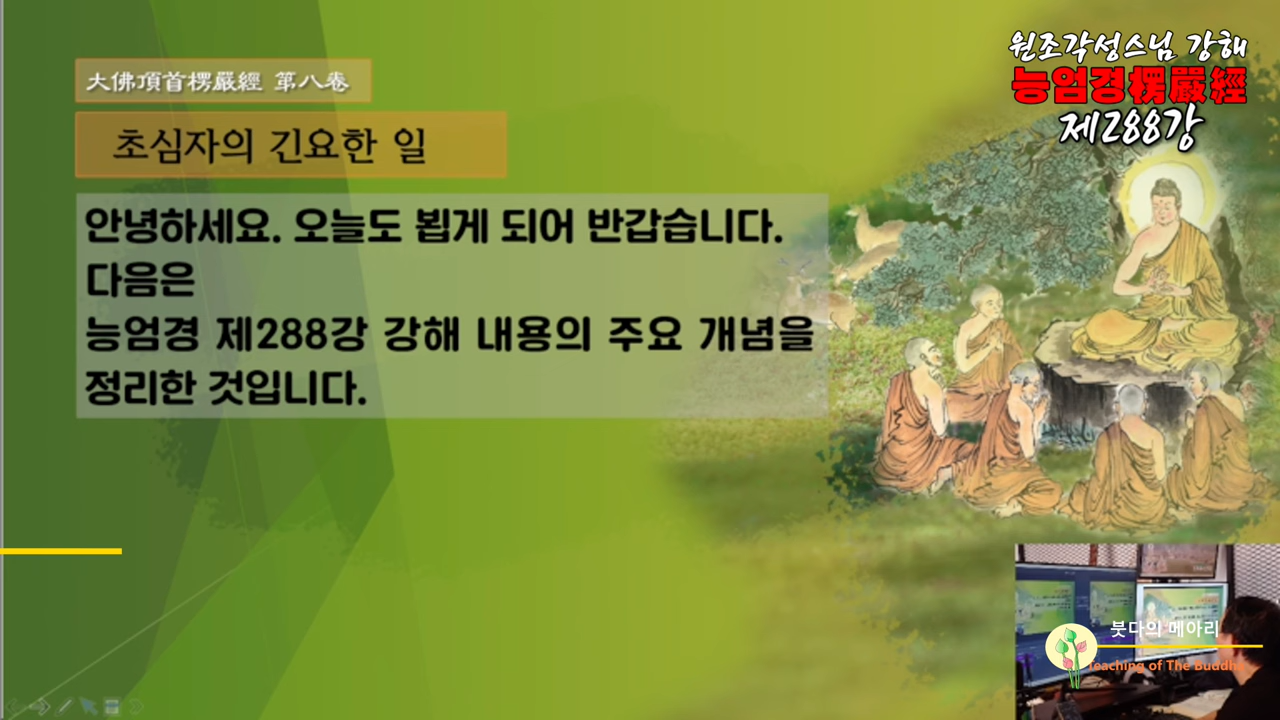 大佛頂首楞嚴經 第八卷
초심자의 긴요한 일
안녕하세요. 오늘도 뵙게 되어 반갑습니다.
다음은
능엄경 제288강 강해 내용의 주요 개념을
정리한 것입니다.
원조각성스님 강해
능엄경楞嚴經
제288강
붓다의 메아리
Teaching of The Buddha